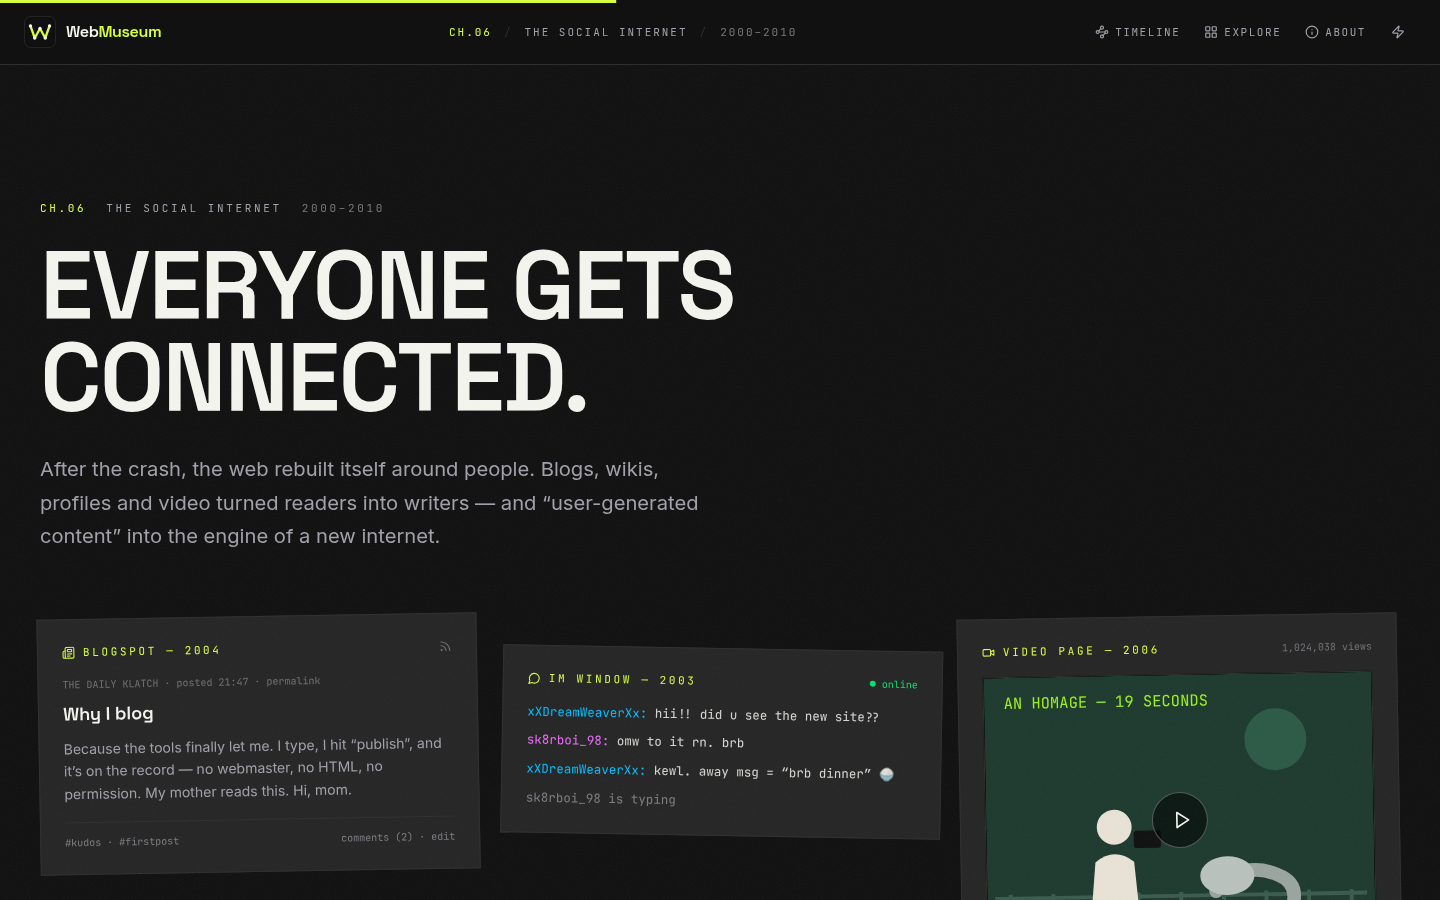 WebMuseum
CH.06 / THE SOCIAL INTERNET / 2000–2010
TIMELINE
EXPLORE
ABOUT
CH.06 THE SOCIAL INTERNET 2000–2010
EVERYONE GETS
CONNECTED.
After the crash, the web rebuilt itself around people. Blogs, wikis,
profiles and video turned readers into writers — and “user-generated
content” into the engine of a new internet.
BLOGSPOT — 2004
THE DAILY KLATCH · posted 21:47 · permalink
Why I blog
Because the tools finally let me. I type, I hit “publish”, and
it’s on the record — no webmaster, no HTML, no
permission. My mother reads this. Hi, mom.
#kudos · #firstpost
comments (2) · edit
IM WINDOW — 2003
online
xXDreamWeaverXx: hii!! did u see the new site??
sk8rboi_98: omw to it rn. brb
xXDreamWeaverXx: kewl. away msg = “brb dinner” 🍚
sk8rboi_98 is typing
VIDEO PAGE — 2006
1,024,038 views
AN HOMAGE — 19 SECONDS